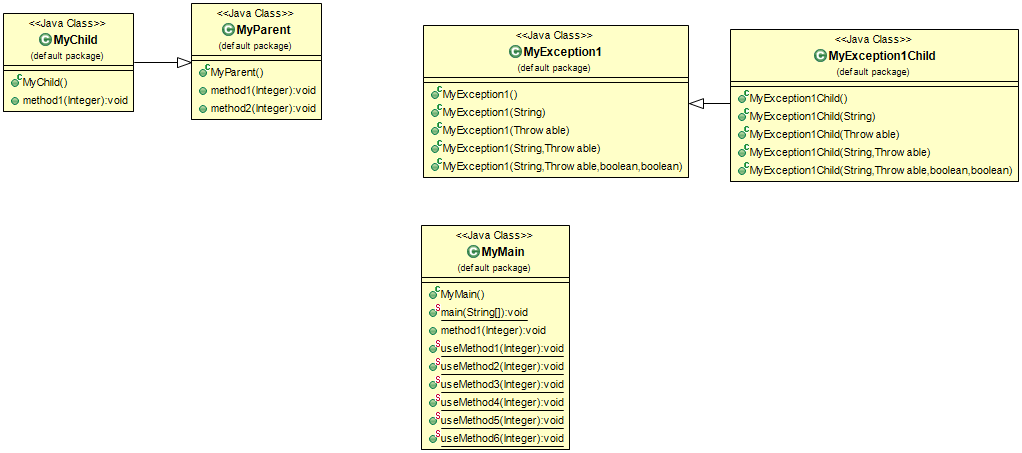 <<Java Class>>
MyChild
(default package)
MyChild()
method1(Integer):void
<<Java Class>>
MyParent
(default package)
MyParent()
method1(Integer):void
method2(Integer):void
<<Java Class>>
MyException1
(default package)
MyException1()
MyException1(String)
MyException1(Throw able)
MyException1(String,Throw able)
MyException1(String,Throw able,boolean,boolean)
<<Java Class>>
MyException1Child
(default package)
MyException1Child()
MyException1Child(String)
MyException1Child(Throw able)
MyException1Child(String,Throw able)
MyException1Child(String,Throw able,boolean,boolean)
<<Java Class>>
MyMain
(default package)
MyMain()
main(String[]):void
method1(Integer):void
useMethod1(Integer):void
useMethod2(Integer):void
useMethod3(Integer):void
useMethod4(Integer):void
useMethod5(Integer):void
useMethod6(Integer):void